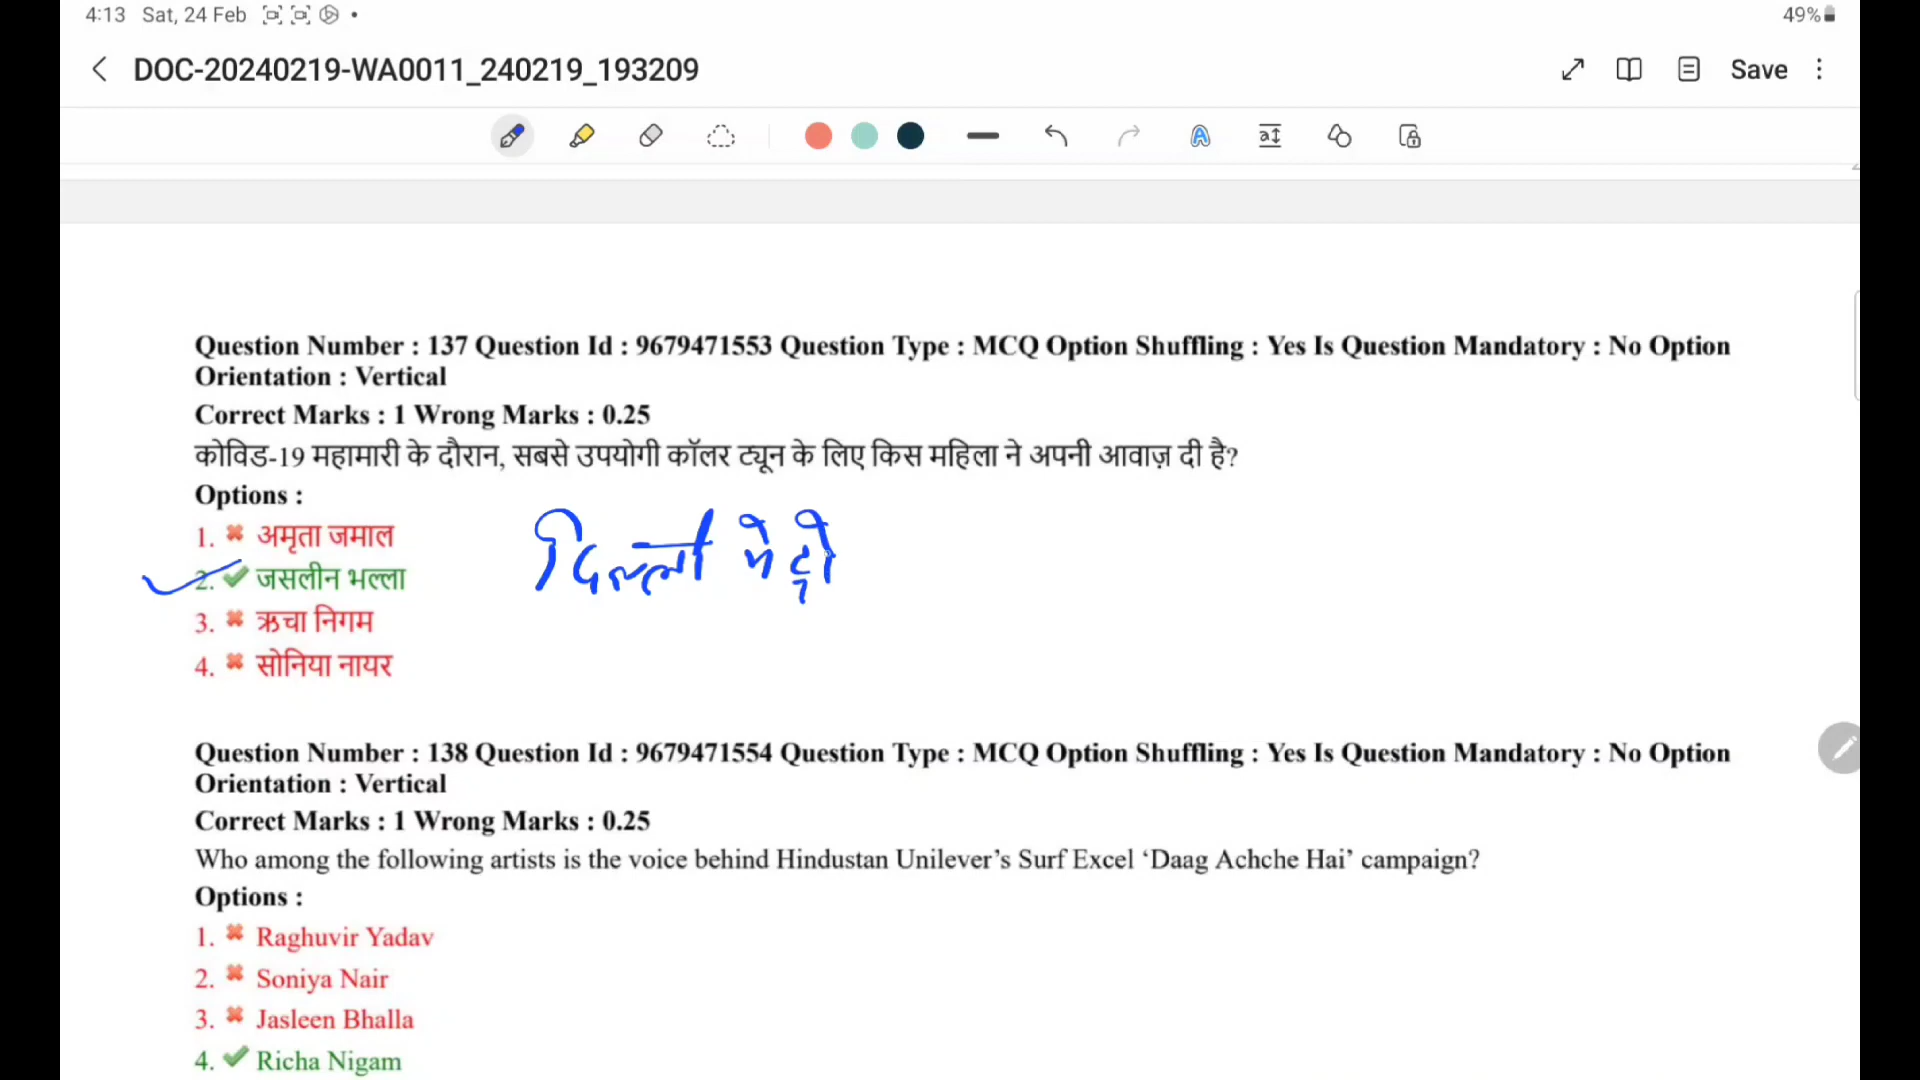 4:13 Sat, 24 Feb
49%
DOC-20240219-WA0011_240219_193209
Save
Question Number : 137 Question Id : 9679471553 Question Type : MCQ Option Shuffling : Yes Is Question Mandatory : No Option
Orientation : Vertical
Correct Marks : 1 Wrong Marks : 0.25
कोविड-19 महामारी के दौरान, सबसे उपयोगी कॉलर ट्यून के लिए किस महिला ने अपनी आवाज़ दी है?
Options :
1. अमृता जमाल
2. जसलीन भल्ला
3. ऋचा निगम
4. सोनिया नायर
दिल्ली मे
Question Number : 138 Question Id : 9679471554 Question Type : MCQ Option Shuffling : Yes Is Question Mandatory : No Option
Orientation : Vertical
Correct Marks : 1 Wrong Marks : 0.25
Who among the following artists is the voice behind Hindustan Unilever’s Surf Excel ‘Daag Achche Hai’ campaign?
Options :
1. Raghuvir Yadav
2. Soniya Nair
3. Jasleen Bhalla
4. Richa Nigam